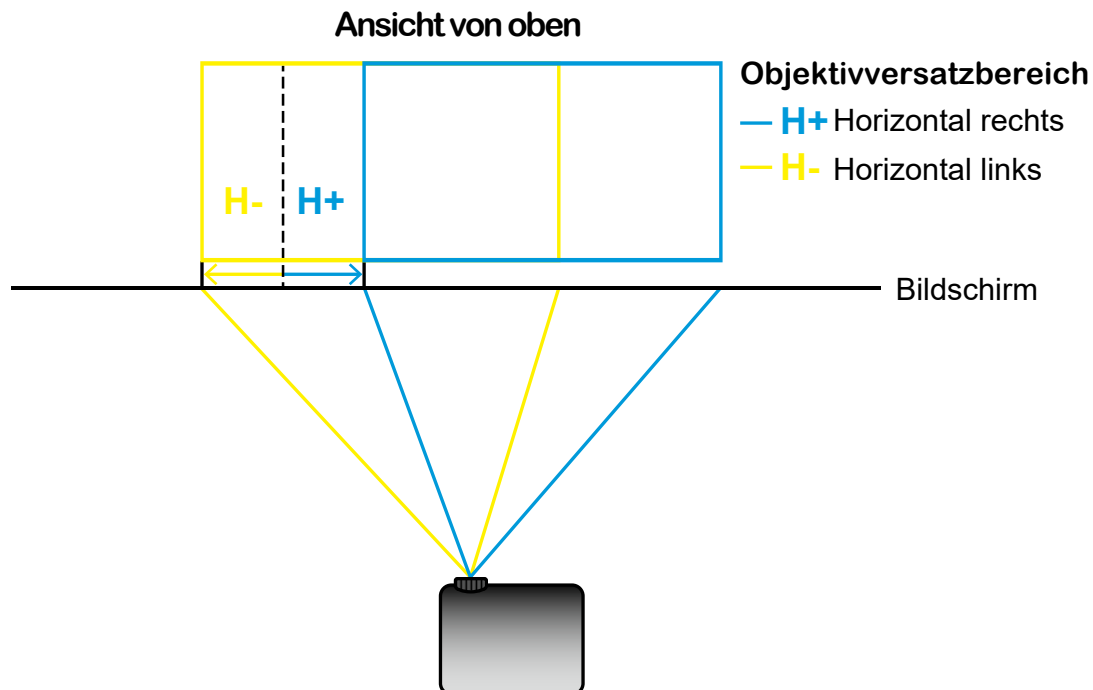 Ansicht von oben
Objektivversatzbereich
H+ Horizontal rechts
H- Horizontal links
H- H+
Bildschirm